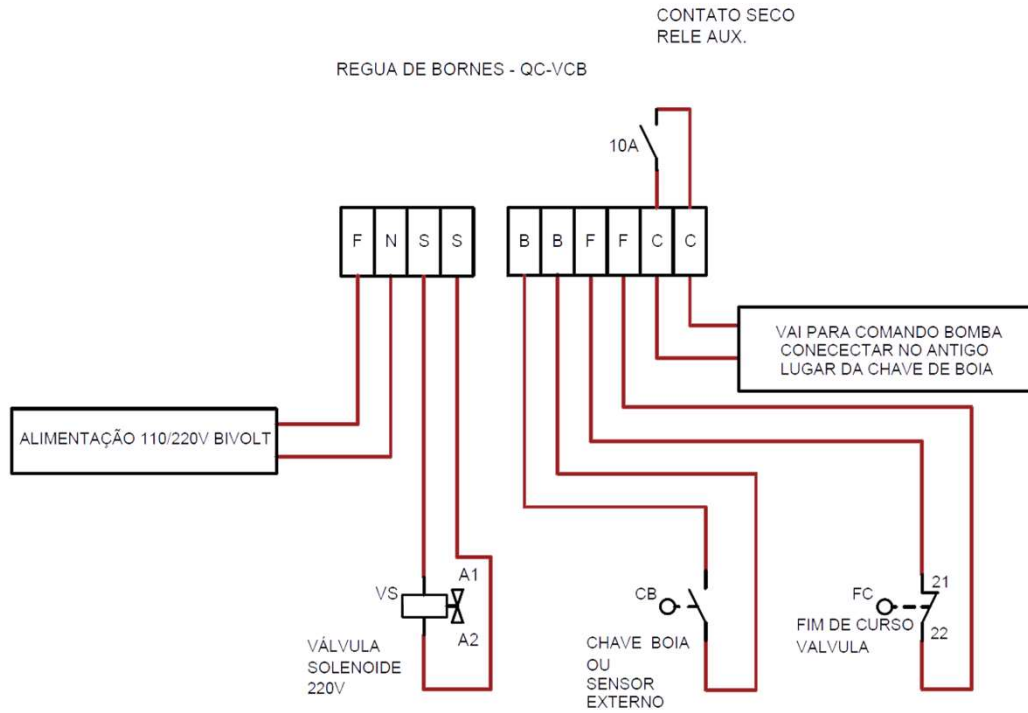 CONTATO SECO
RELE AUX.
REGUA DE BORNES - QC-VCB
10A
F N S S
B B F F C C
VAI PARA COMANDO BOMBA
CONECECTAR NO ANTIGO
LUGAR DA CHAVE DE BOIA
ALIMENTAÇÃO 110/220V BIVOLT
VS
A1
A2
VÁLVULA
SOLENOIDE
220V
CB
CHAVE BOIA
OU
SENSOR
EXTERNO
21
FC
FIM DE CURSO
22
VALVULA